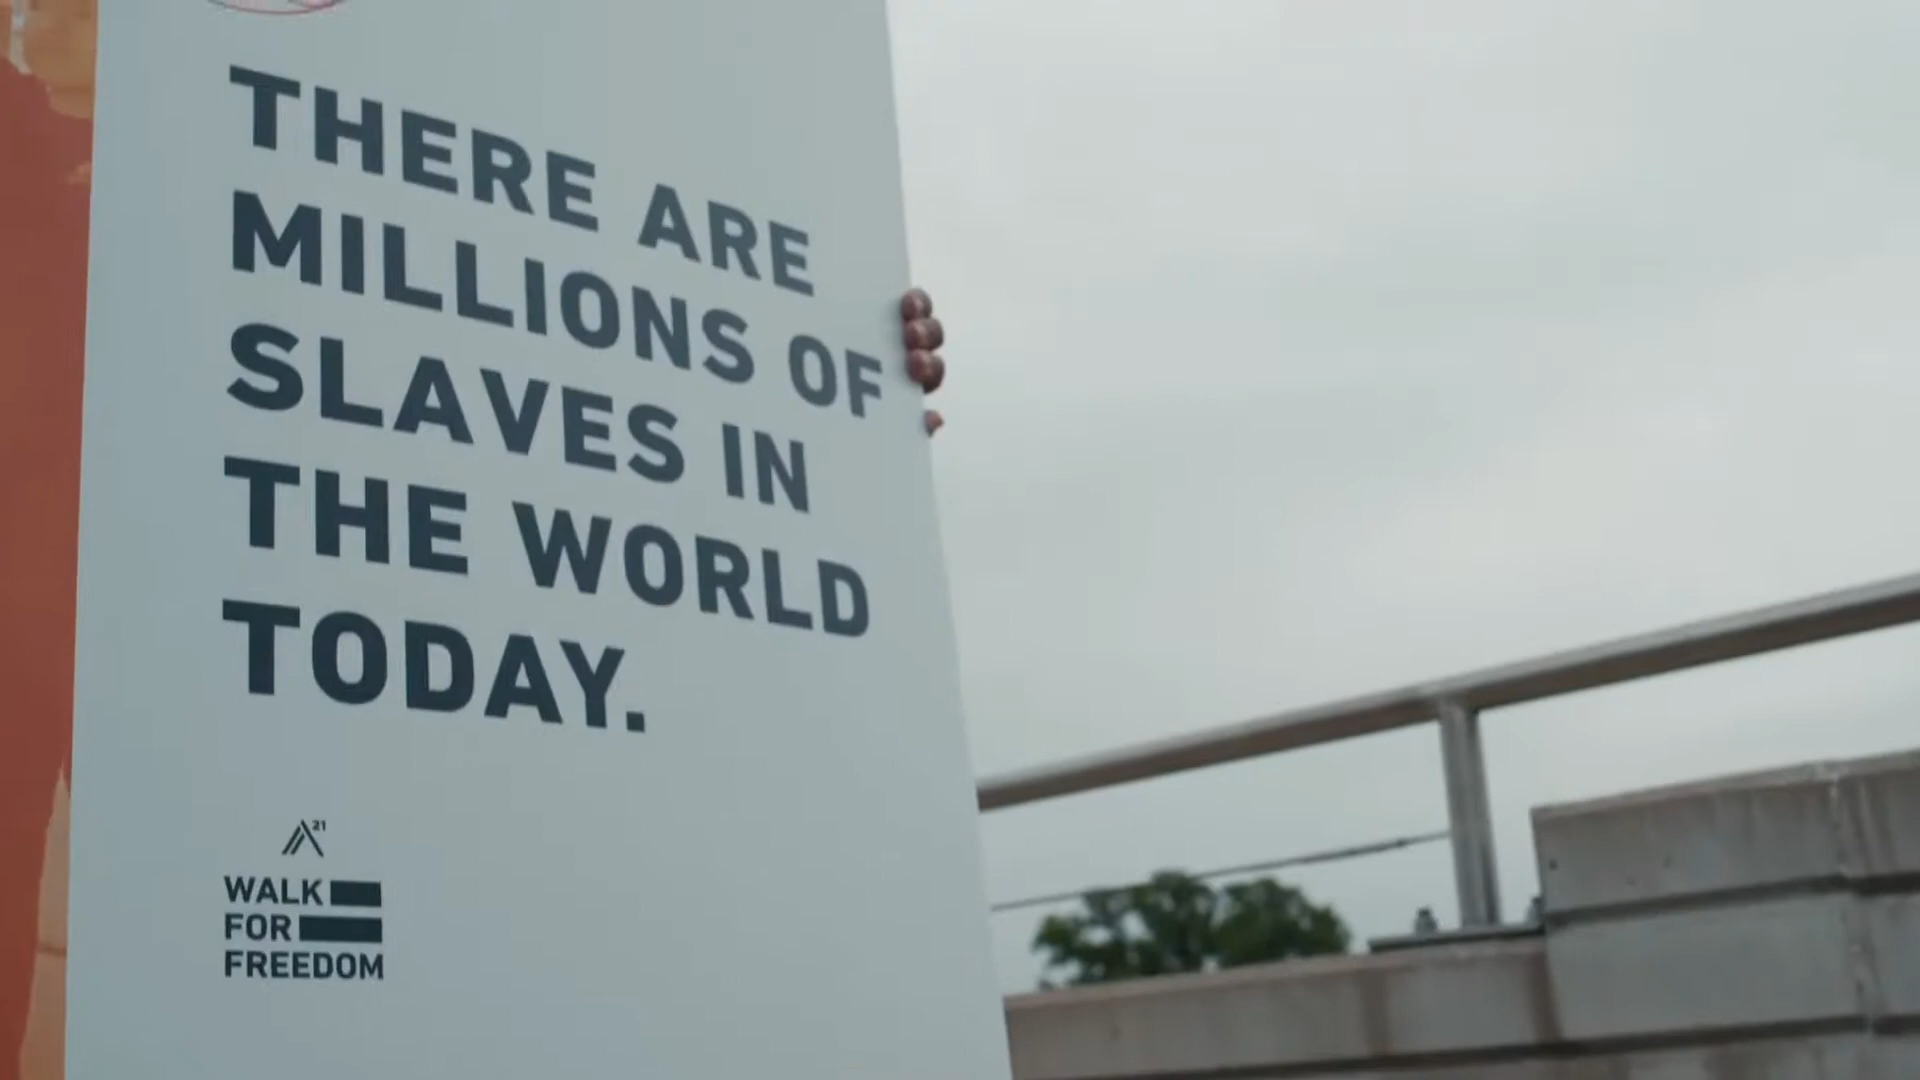 THERE ARE
MILLIONS OF
SLAVES IN
THE WORLD
TODAY.
A21
WALK
FOR
FREEDOM